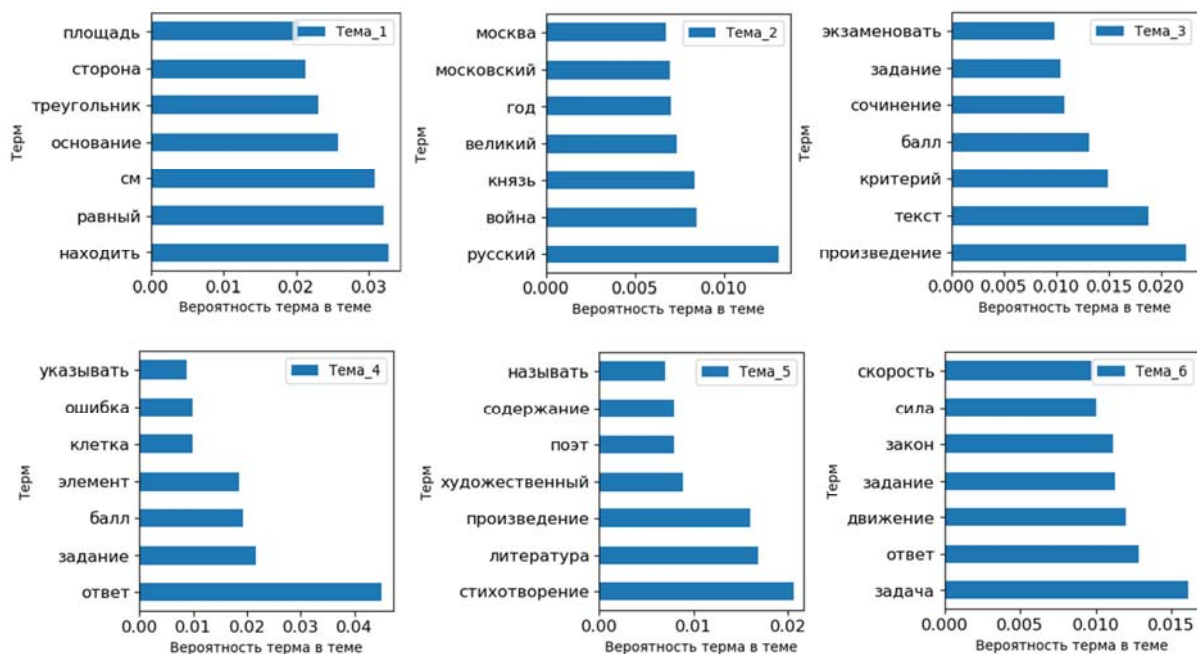 площадь
сторона
треугольник
основание
см
равный
находить
Терм
Тема_1
0.00 0.01 0.02 0.03
Вероятность терма в теме
москва
московский
год
великий
князь
война
русский
Терм
Тема_2
0.000 0.005 0.010
Вероятность терма в теме
экзаменовать
задание
сочинение
балл
критерий
текст
произведение
Терм
Тема_3
0.000 0.005 0.010 0.015 0.020
Вероятность терма в теме
указывать
ошибка
клетка
элемент
балл
задание
ответ
Терм
Тема_4
0.00 0.01 0.02 0.03 0.04
Вероятность терма в теме
называть
содержание
поэт
художественный
произведение
литература
стихотворение
Терм
Тема_5
0.00 0.01 0.02
Вероятность терма в теме
скорость
сила
закон
задание
движение
ответ
задача
Терм
Тема_6
0.000 0.005 0.010 0.015
Вероятность терма в теме